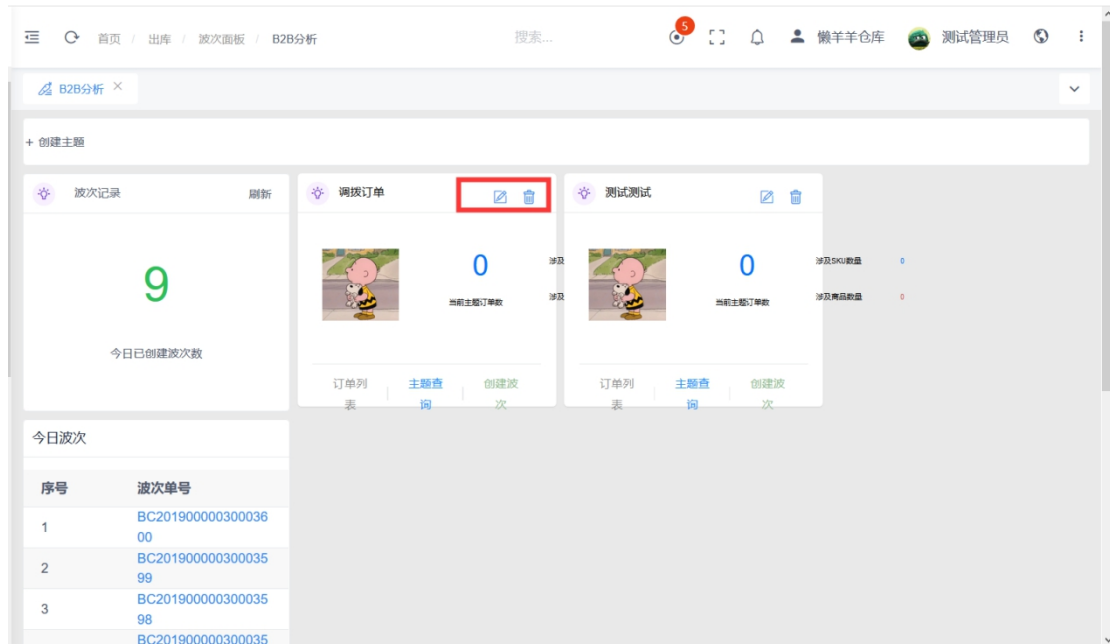 首页 / 出库 / 波次面板 / B2B分析
搜索...
5
懒羊羊仓库
测试管理员
B2B分析
+ 创建主题
波次记录
刷新
9
今日已创建波次数
调拨订单
0
当前主题订单数
涉及
涉及
订单列表
主题查询
创建波次
测试测试
0
当前主题订单数
涉及SKU数量 0
涉及商品数量 0
订单列表
主题查询
创建波次
今日波次
序号 波次单号
1 BC201900000300036
00
2 BC201900000300035
99
3 BC201900000300035
98
BC201900000300035